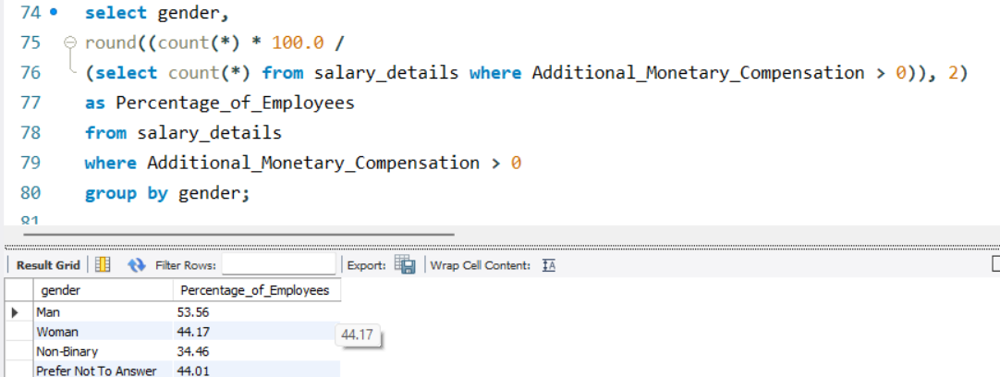 74 select gender,
75 round((count(*) * 100.0 /
76 (select count(*) from salary_details where Additional_Monetary_Compensation > 0)), 2)
77 as Percentage_of_Employees
78 from salary_details
79 where Additional_Monetary_Compensation > 0
80 group by gender;
81
Result Grid Filter Rows: Export: Wrap Cell Content: IA
gender Percentage_of_Employees
Man 53.56
Woman 44.17 44.17
Non-Binary 34.46
Prefer Not To Answer 44.01